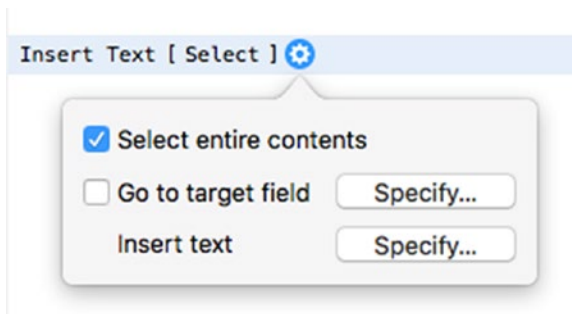 Insert Text [ Select ]
Select entire contents
Go to target field Specify...
Insert text Specify...